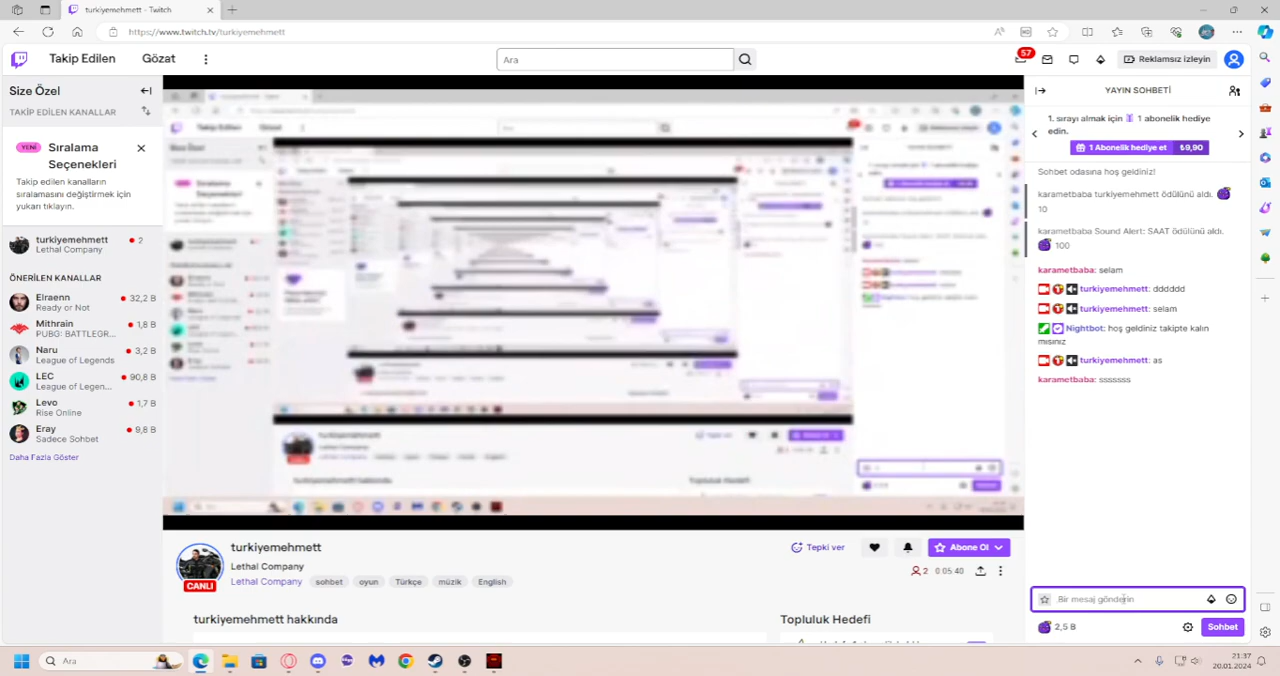 turkiyemehmett - Twitch
https://www.twitch.tv/turkiyemehmett
Takip Edilen
Gözat
Ara
57
Reklamsız izleyin
Size Özel
TAKİP EDİLEN KANALLAR
YENİ
Sıralama
Seçenekleri
Takip edilen kanalların
sıralamasını değiştirmek için
yukarı tıklayın.
turkiyemehmett
2
Lethal Company
ÖNERİLEN KANALLAR
Elraenn
32,2 B
Ready or Not
Mithrain
1,8 B
PUBG: BATTLEGR...
Naru
3,2 B
League of Legends
LEC
90,8 B
League of Legen...
Levo
1,7 B
Rise Online
Eray
9,8 B
Sadece Sohbet
Daha Fazla Göster
turkiyemehmett
Lethal Company
Lethal Company
sohbet
oyun
Türkçe
müzik
English
CANLI
Tepki ver
Abone Ol
2
0:05:40
turkiyemehmett hakkında
Topluluk Hedefi
YAYIN SOHBETİ
1. sırayı almak için 1 abonelik hediye
edin.
1 Abonelik hediye et ₺9,90
Sohbet odasına hoş geldiniz!
karametbaba turkiyemehmett ödülünü aldı.
10
karametbaba Sound Alert: SAAT ödülünü aldı.
100
karametbaba: selam
turkiyemehmett: dddddd
turkiyemehmett: selam
Nightbot: hoş geldiniz takipte kalın
mısınız
turkiyemehmett: as
karametbaba: sssssss
Bir mesaj gönderin
2,5 B
Sohbet
Ara
21:37
20.01.2024